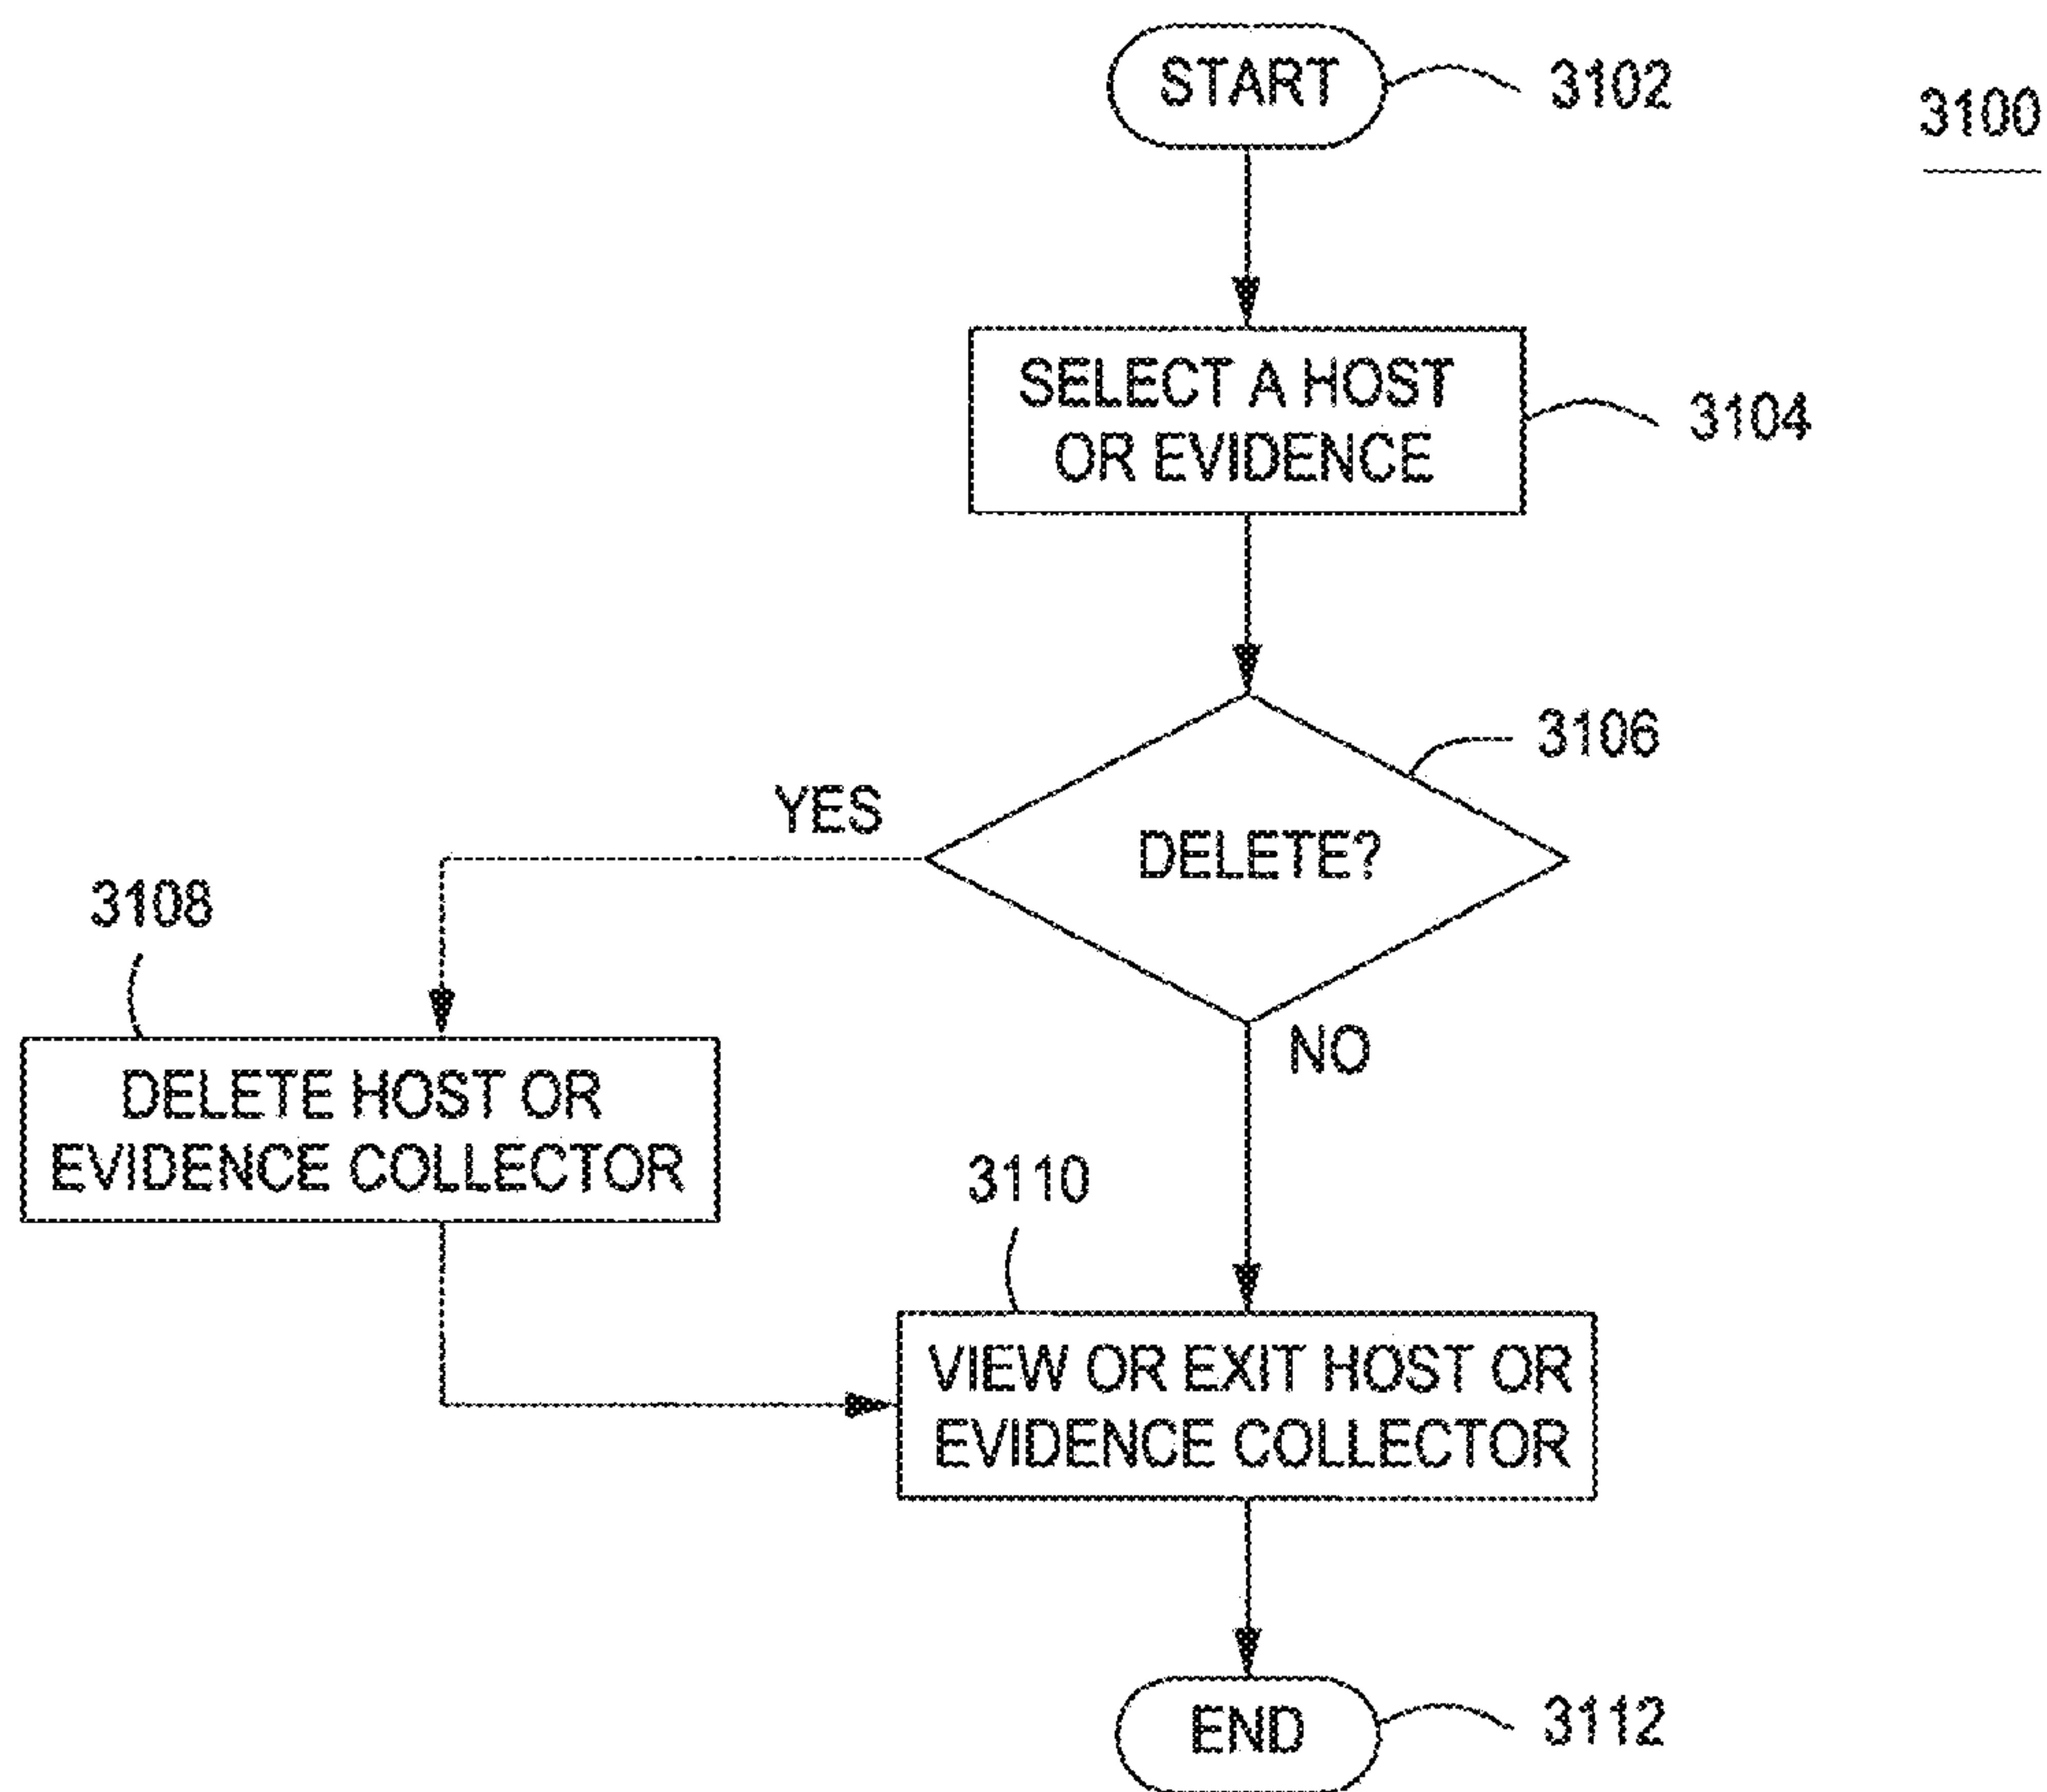 START
3102
3100
SELECT A HOST
OR EVIDENCE
3104
3106
YES
DELETE?
3108
NO
DELETE HOST OR
EVIDENCE COLLECTOR
3110
VIEW OR EXIT HOST OR
EVIDENCE COLLECTOR
END
3112